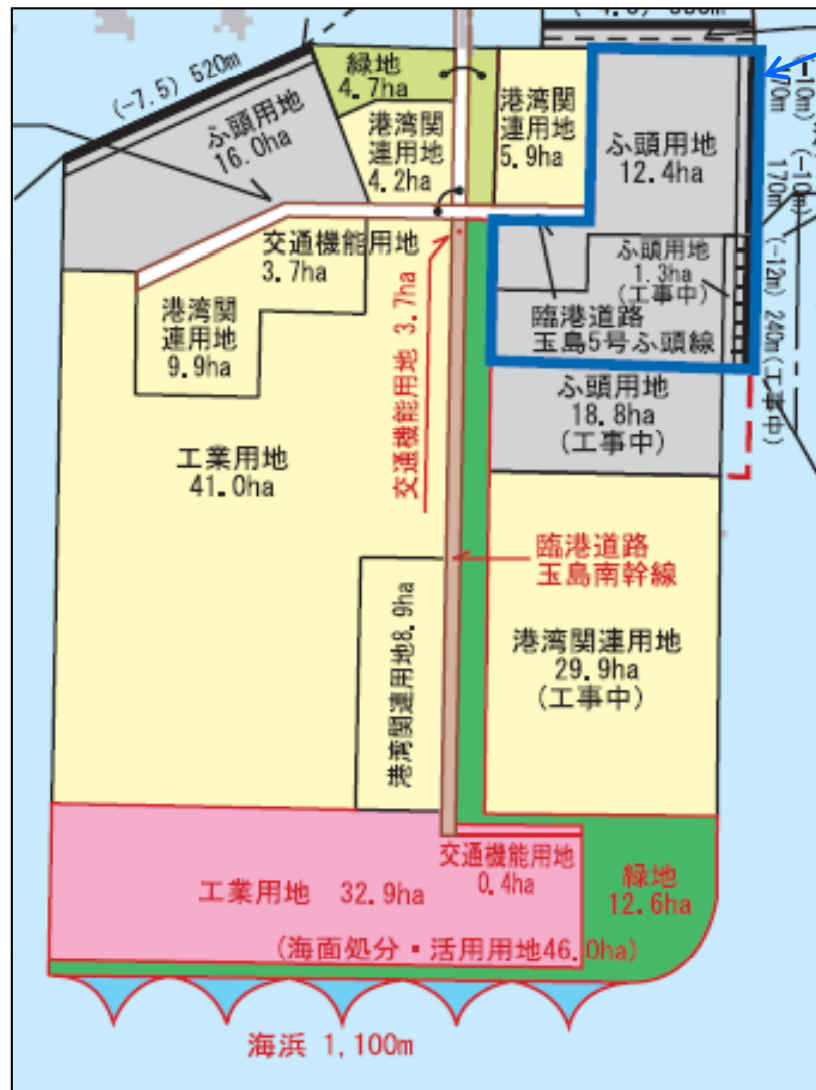 (-7.5) 520m
緑地
4.7ha
ふ頭用地
16.0ha
港湾関
連用地
4.2ha
港湾関
連用地
5.9ha
ふ頭用地
12.4ha
(-10m)
170m
(-10m)
170m
(-12m) 240m(工事中)
交通機能用地
3.7ha
ふ頭用地
1.3ha
(工事中)
臨港道路
玉島5号ふ頭線
港湾関
連用地
9.9ha
交通機能用地 3.7ha
ふ頭用地
18.8ha
(工事中)
工業用地
41.0ha
臨港道路
玉島南幹線
港湾関連用地8.9ha
港湾関連用地
29.9ha
(工事中)
交通機能用地
0.4ha
工業用地 32.9ha
緑地
12.6ha
(海面処分・活用用地46.0ha)
海浜 1,100m